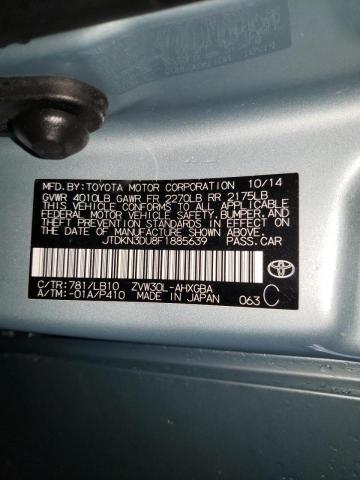 MFD. BY:TOYOTA MOTOR CORPORATION 10/14
GVWR 4010LB GAWR FR 2270LB RR 2175LB
THIS VEHICLE CONFORMS TO ALL APPLICABLE
FEDERAL MOTOR VEHICLE SAFETY, BUMPER, AND
THEFT PREVENTION STANDARDS IN EFFECT ON
THE DATE OF MANUFACTURE SHOWN ABOVE.
JTDKN3DU8F1885639 PASS.CAR
C/TR:781/LB10 ZVW30L-AHXGBA
A/TM:-01A/P410 MADE IN JAPAN 063 C